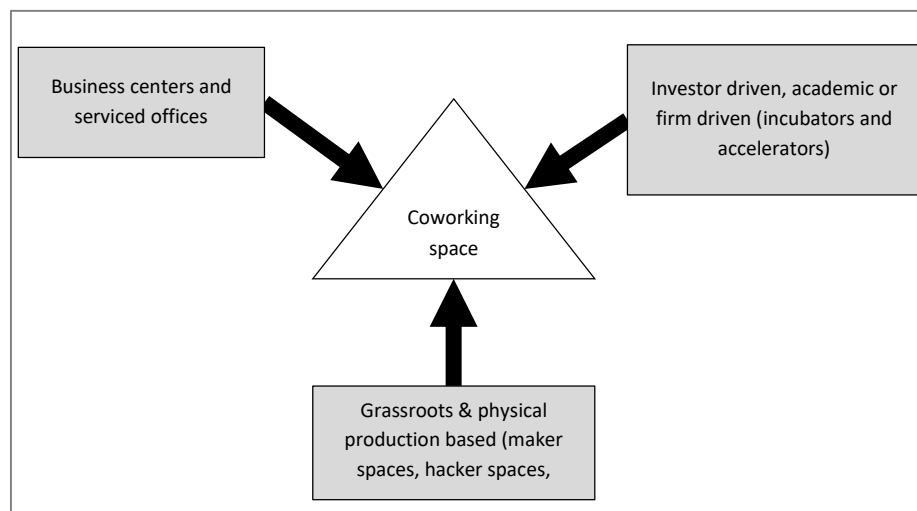 Business centers and
serviced offices
Investor driven, academic or
firm driven (incubators and
accelerators)
Coworking
space
Grassroots & physical
production based (maker
spaces, hacker spaces,